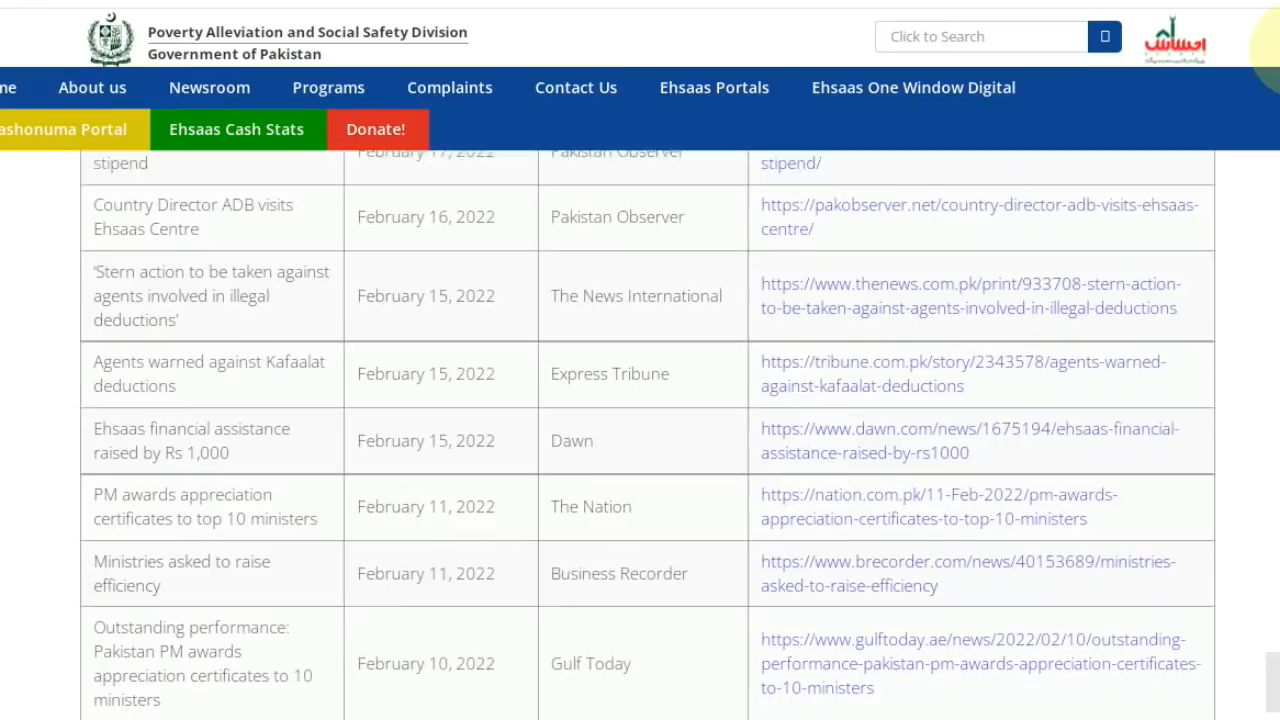 Poverty Alleviation and Social Safety Division
Government of Pakistan
Click to Search
احساس
me
About us
Newsroom
Programs
Complaints
Contact Us
Ehsaas Portals
Ehsaas One Window Digital
ashonuma Portal
Ehsaas Cash Stats
Donate!
stipend
February 17, 2022
Pakistan Observer
stipend/
Country Director ADB visits
Ehsaas Centre
February 16, 2022
Pakistan Observer
https://pakobserver.net/country-director-adb-visits-ehsaas-
centre/
‘Stern action to be taken against
agents involved in illegal
deductions’
February 15, 2022
The News International
https://www.thenews.com.pk/print/933708-stern-action-
to-be-taken-against-agents-involved-in-illegal-deductions
Agents warned against Kafaalat
deductions
February 15, 2022
Express Tribune
https://tribune.com.pk/story/2343578/agents-warned-
against-kafaalat-deductions
Ehsaas financial assistance
raised by Rs 1,000
February 15, 2022
Dawn
https://www.dawn.com/news/1675194/ehsaas-financial-
assistance-raised-by-rs1000
PM awards appreciation
certificates to top 10 ministers
February 11, 2022
The Nation
https://nation.com.pk/11-Feb-2022/pm-awards-
appreciation-certificates-to-top-10-ministers
Ministries asked to raise
efficiency
February 11, 2022
Business Recorder
https://www.brecorder.com/news/40153689/ministries-
asked-to-raise-efficiency
Outstanding performance:
Pakistan PM awards
appreciation certificates to 10
ministers
February 10, 2022
Gulf Today
https://www.gulftoday.ae/news/2022/02/10/outstanding-
performance-pakistan-pm-awards-appreciation-certificates-
to-10-ministers